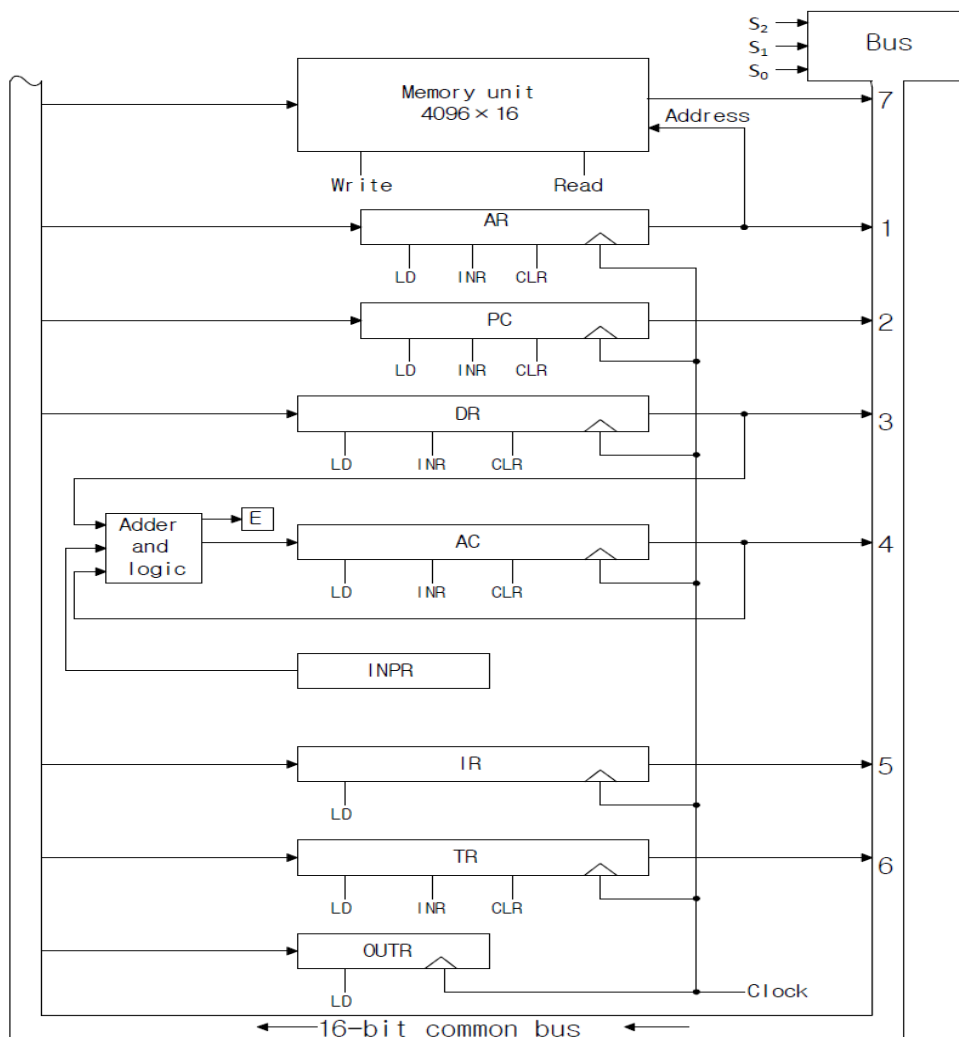 S2
S1
S0
Bus
Memory unit
4096 × 16
7
Address
Write
Read
AR
1
LD
INR
CLR
PC
2
LD
INR
CLR
DR
3
LD
INR
CLR
Adder
and
logic
E
AC
4
LD
INR
CLR
INPR
IR
5
LD
TR
6
LD
INR
CLR
OUTR
LD
Clock
16-bit common bus